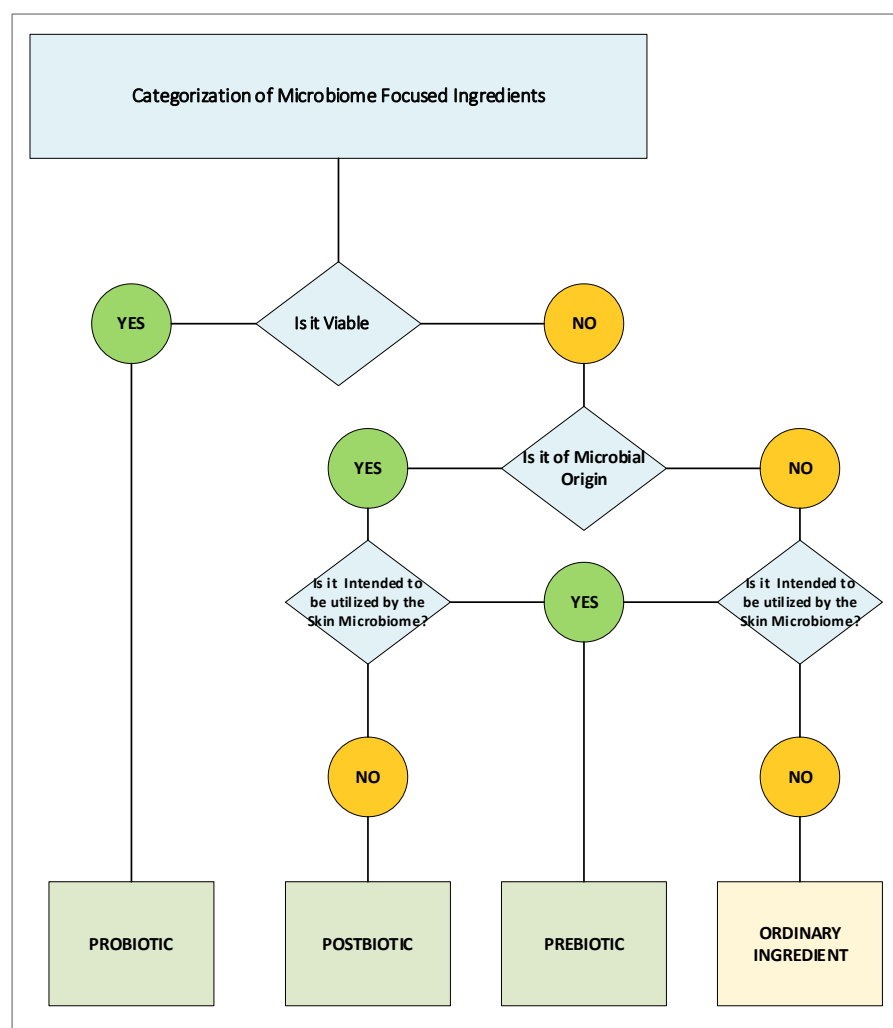 Categorization of Microbiome Focused Ingredients
YES
Is it Viable
NO
YES
Is it of Microbial
Origin
NO
Is it Intended to
be utilized by the
Skin Microbiome?
YES
Is it Intended to
be utilized by the
Skin Microbiome?
NO
NO
PROBIOTIC
POSTBIOTIC
PREBIOTIC
ORDINARY
INGREDIENT